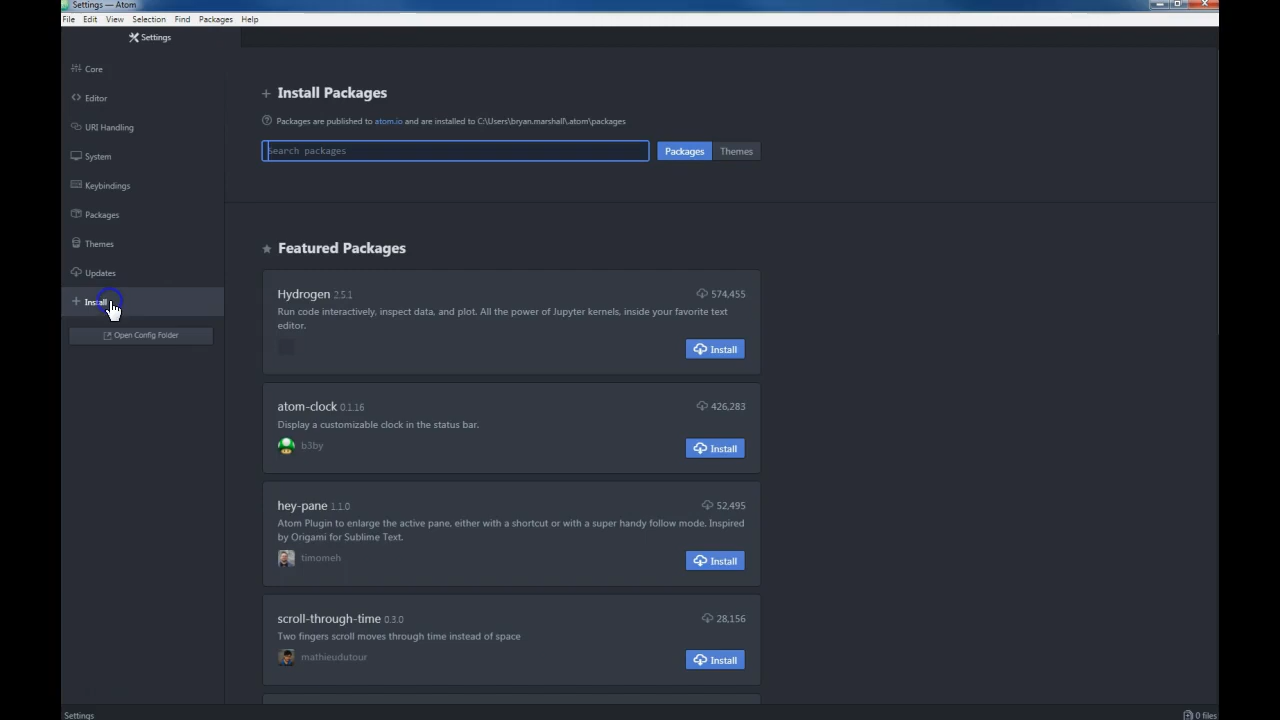 Settings — Atom
File Edit View Selection Find Packages Help
Settings
Core
Editor
URI Handling
System
Keybindings
Packages
Themes
Updates
Install
Open Config Folder
Install Packages
Packages are published to atom.io and are installed to C:\Users\bryan.marshall\.atom\packages
Search packages
Packages Themes
Featured Packages
Hydrogen 2.5.1 574,455
Run code interactively, inspect data, and plot. All the power of Jupyter kernels, inside your favorite text
editor.
Install
atom-clock 0.1.16 426,283
Display a customizable clock in the status bar.
b3by Install
hey-pane 1.1.0 52,495
Atom Plugin to enlarge the active pane, either with a shortcut or with a super handy follow mode. Inspired
by Origami for Sublime Text.
timomeh Install
scroll-through-time 0.3.0 28,156
Two fingers scroll moves through time instead of space
mathieudutour Install
Settings 0 files